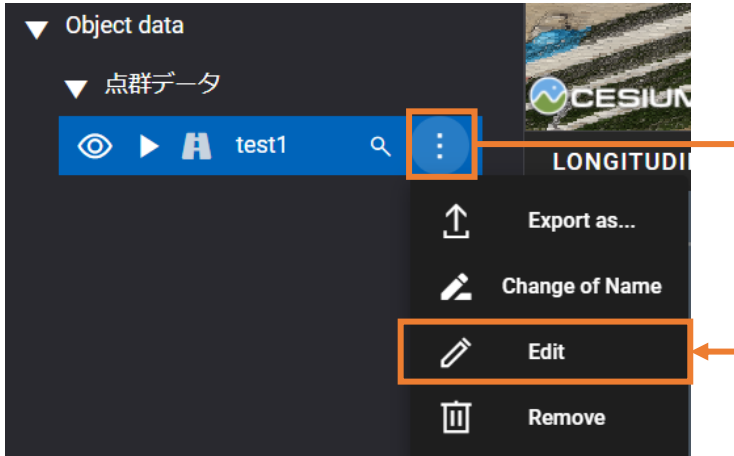 Object data
点群データ
test1
CESIUM
LONGITUDI
Export as...
Change of Name
Edit
Remove